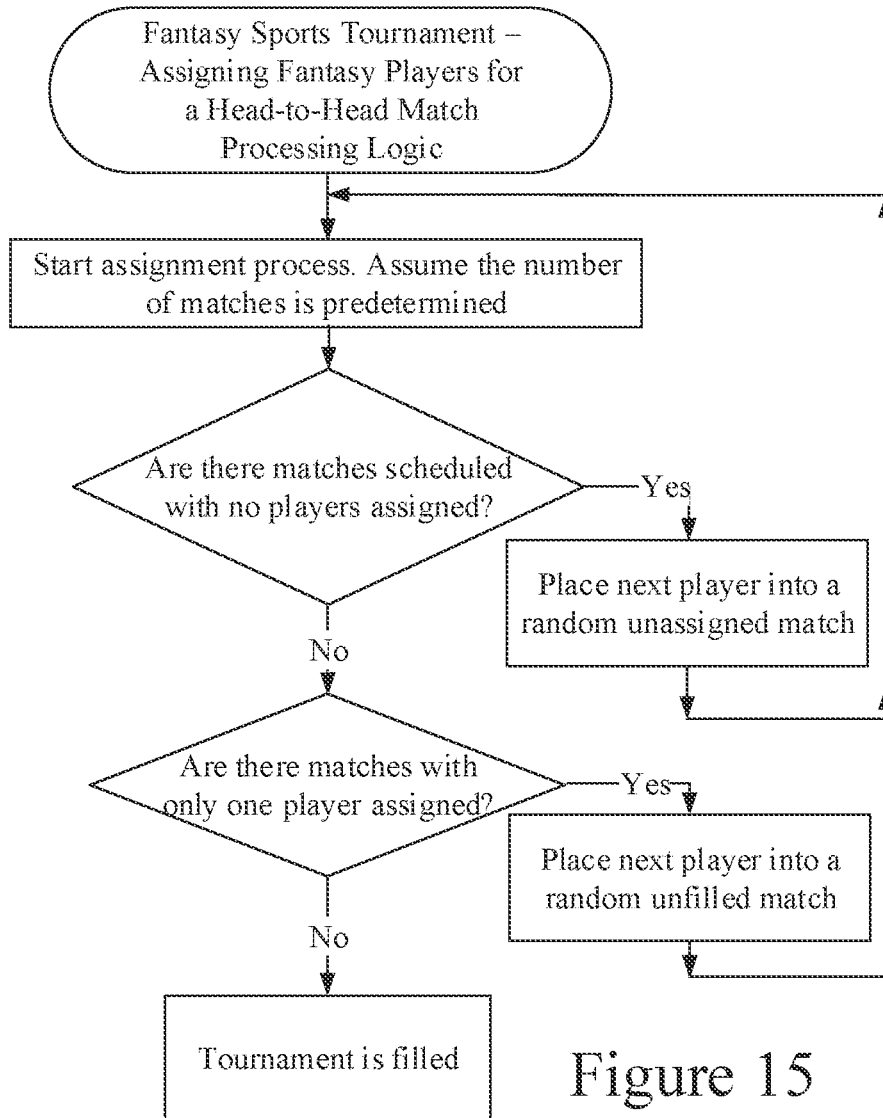 Fantasy Sports Tournament –
Assigning Fantasy Players for
a Head-to-Head Match
Processing Logic
Start assignment process. Assume the number
of matches is predetermined
Are there matches scheduled
with no players assigned?
Yes
Place next player into a
random unassigned match
No
Are there matches with
only one player assigned?
Yes
Place next player into a
random unfilled match
No
Tournament is filled
Figure 15